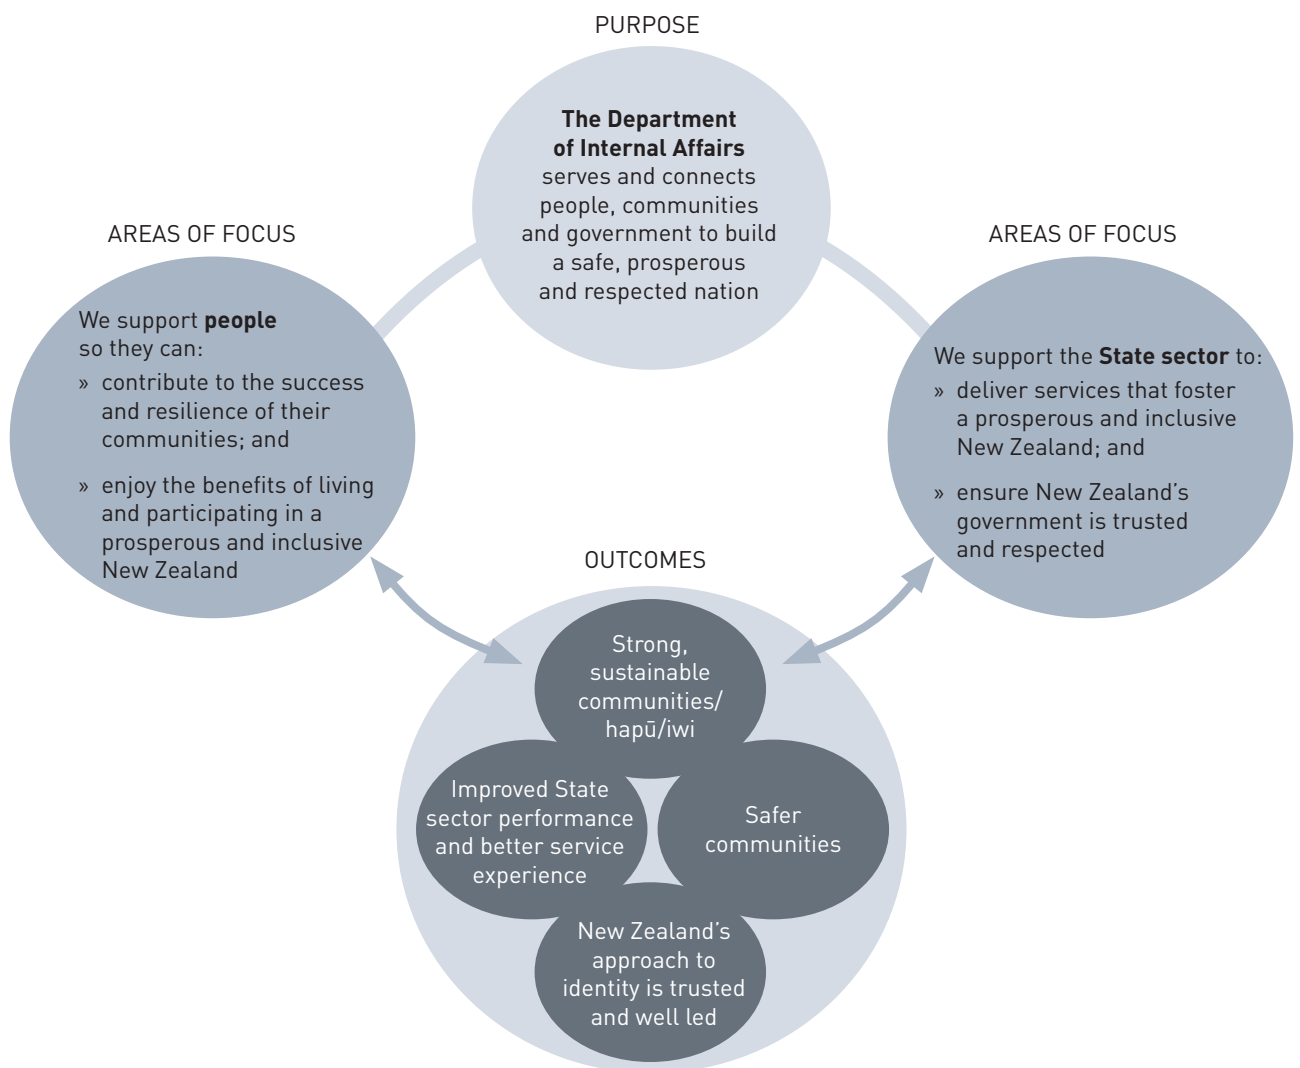 PURPOSE
The Department
of Internal Affairs
serves and connects
people, communities
and government to build
a safe, prosperous
and respected nation
AREAS OF FOCUS
We support people
so they can:
» contribute to the success
and resilience of their
communities; and
» enjoy the benefits of living
and participating in a
prosperous and inclusive
New Zealand
AREAS OF FOCUS
We support the State sector to:
» deliver services that foster
a prosperous and inclusive
New Zealand; and
» ensure New Zealand’s
government is trusted
and respected
OUTCOMES
Strong,
sustainable
communities/
hapū/iwi
Improved State
sector performance
and better service
experience
Safer
communities
New Zealand’s
approach to
identity is trusted
and well led